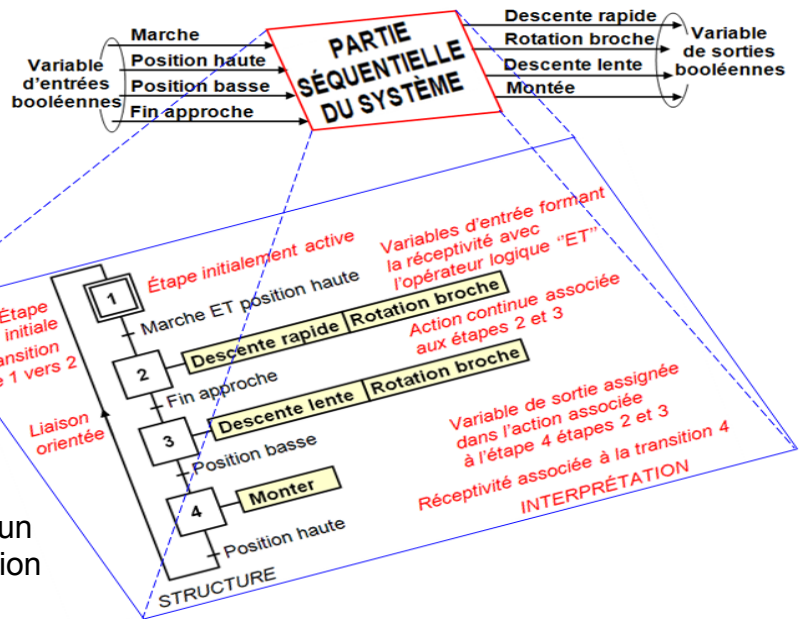 Variable
d'entrées
booléennes
Marche
Position haute
Position basse
Fin approche
PARTIE
SÉQUENTIELLE
DU SYSTÈME
Descente rapide
Rotation broche
Descente lente
Montée
Variable
de sorties
booléennes
Étape
initiale
ansition
e 1 vers 2
Liaison
orientée
1
Étape initialement active
Marche ET position haute
Variables d'entrée formant
la réceptivité avec
l'opérateur logique "ET"
2
Descente rapide
Rotation broche
Action continue associée
aux étapes 2 et 3
Fin approche
3
Descente lente
Rotation broche
Position basse
Variable de sortie assignée
dans l'action associée
à l'étape 4 étapes 2 et 3
4
Monter
Réceptivité associée à la transition 4
Position haute
INTERPRÉTATION
STRUCTURE
un
ion